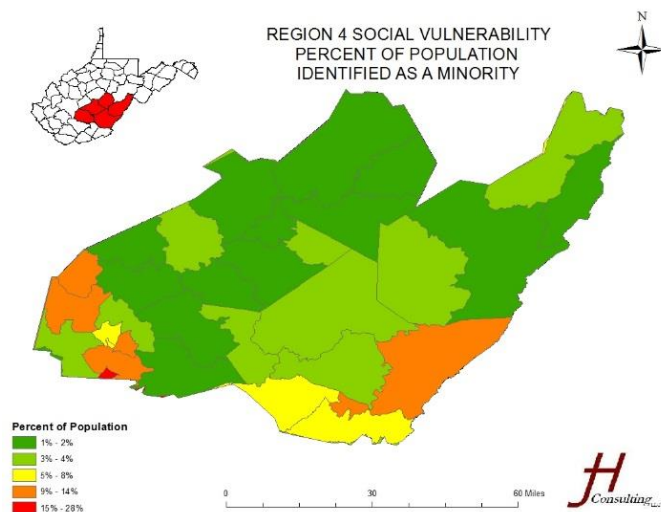 REGION 4 SOCIAL VULNERABILITY
PERCENT OF POPULATION
IDENTIFIED AS A MINORITY
N
Percent of Population
1% - 2%
3% - 4%
5% - 8%
9% - 14%
15% - 28%
0 30 60 Miles
JH
Consulting